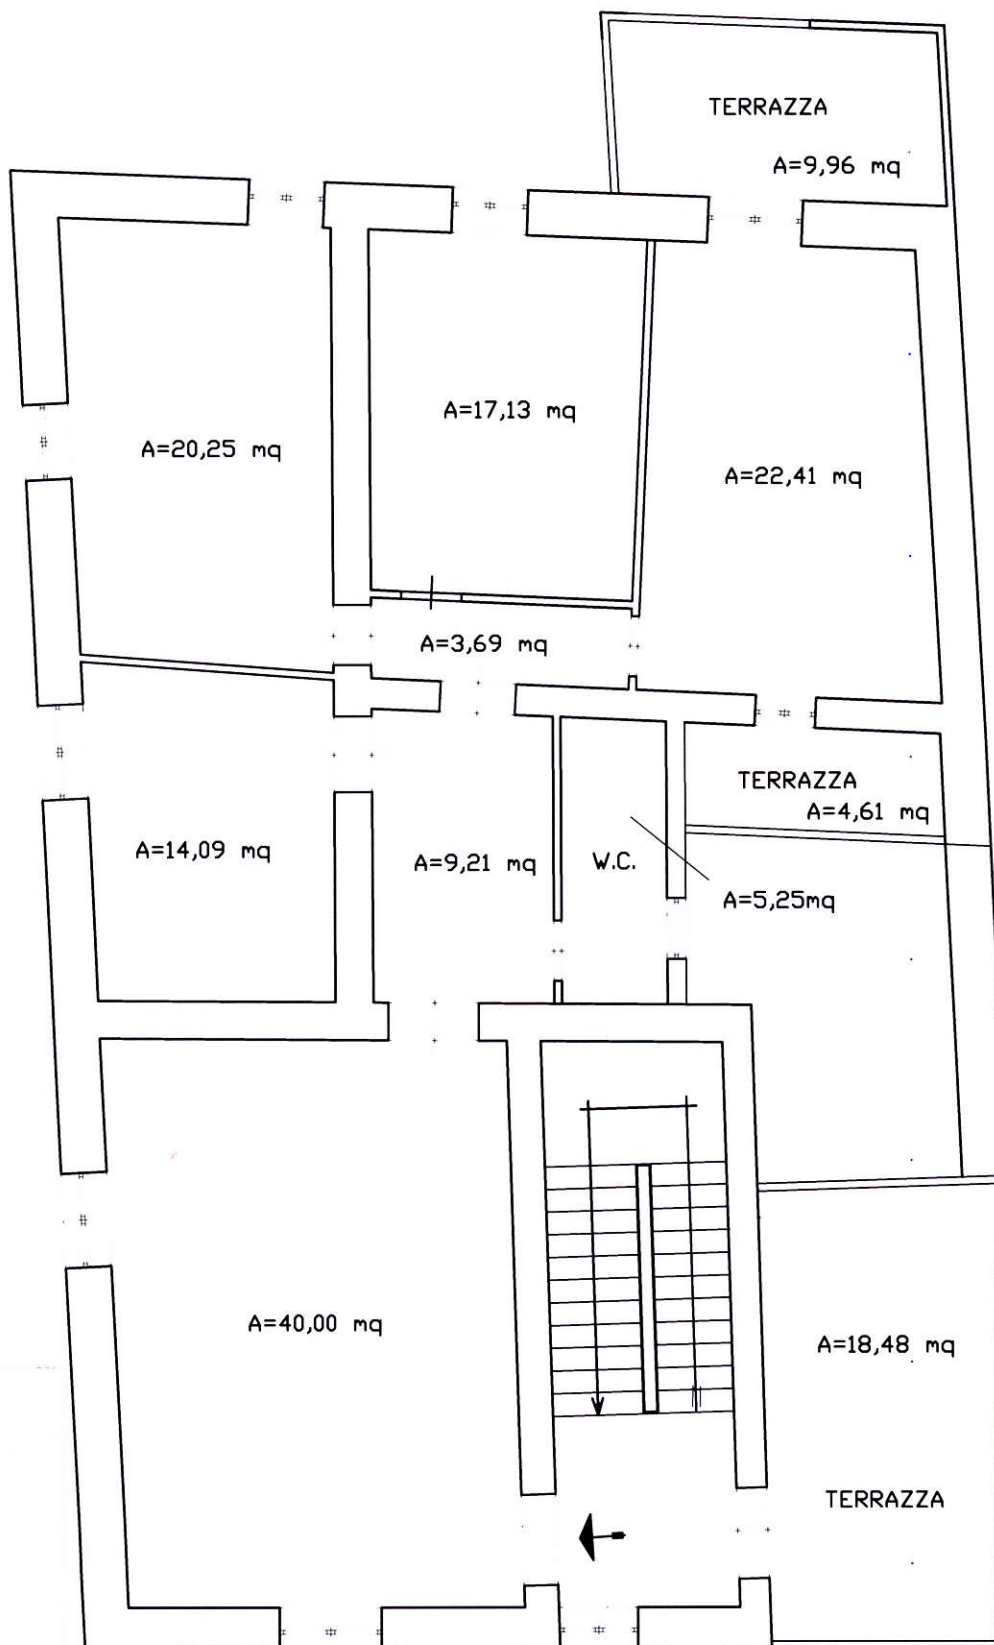 TERRAZZA
A=9,96 mq
A=17,13 mq
A=20,25 mq
A=22,41 mq
A=3,69 mq
TERRAZZA
A=4,61 mq
A=14,09 mq
A=9,21 mq
W.C.
A=5,25mq
A=40,00 mq
A=18,48 mq
TERRAZZA